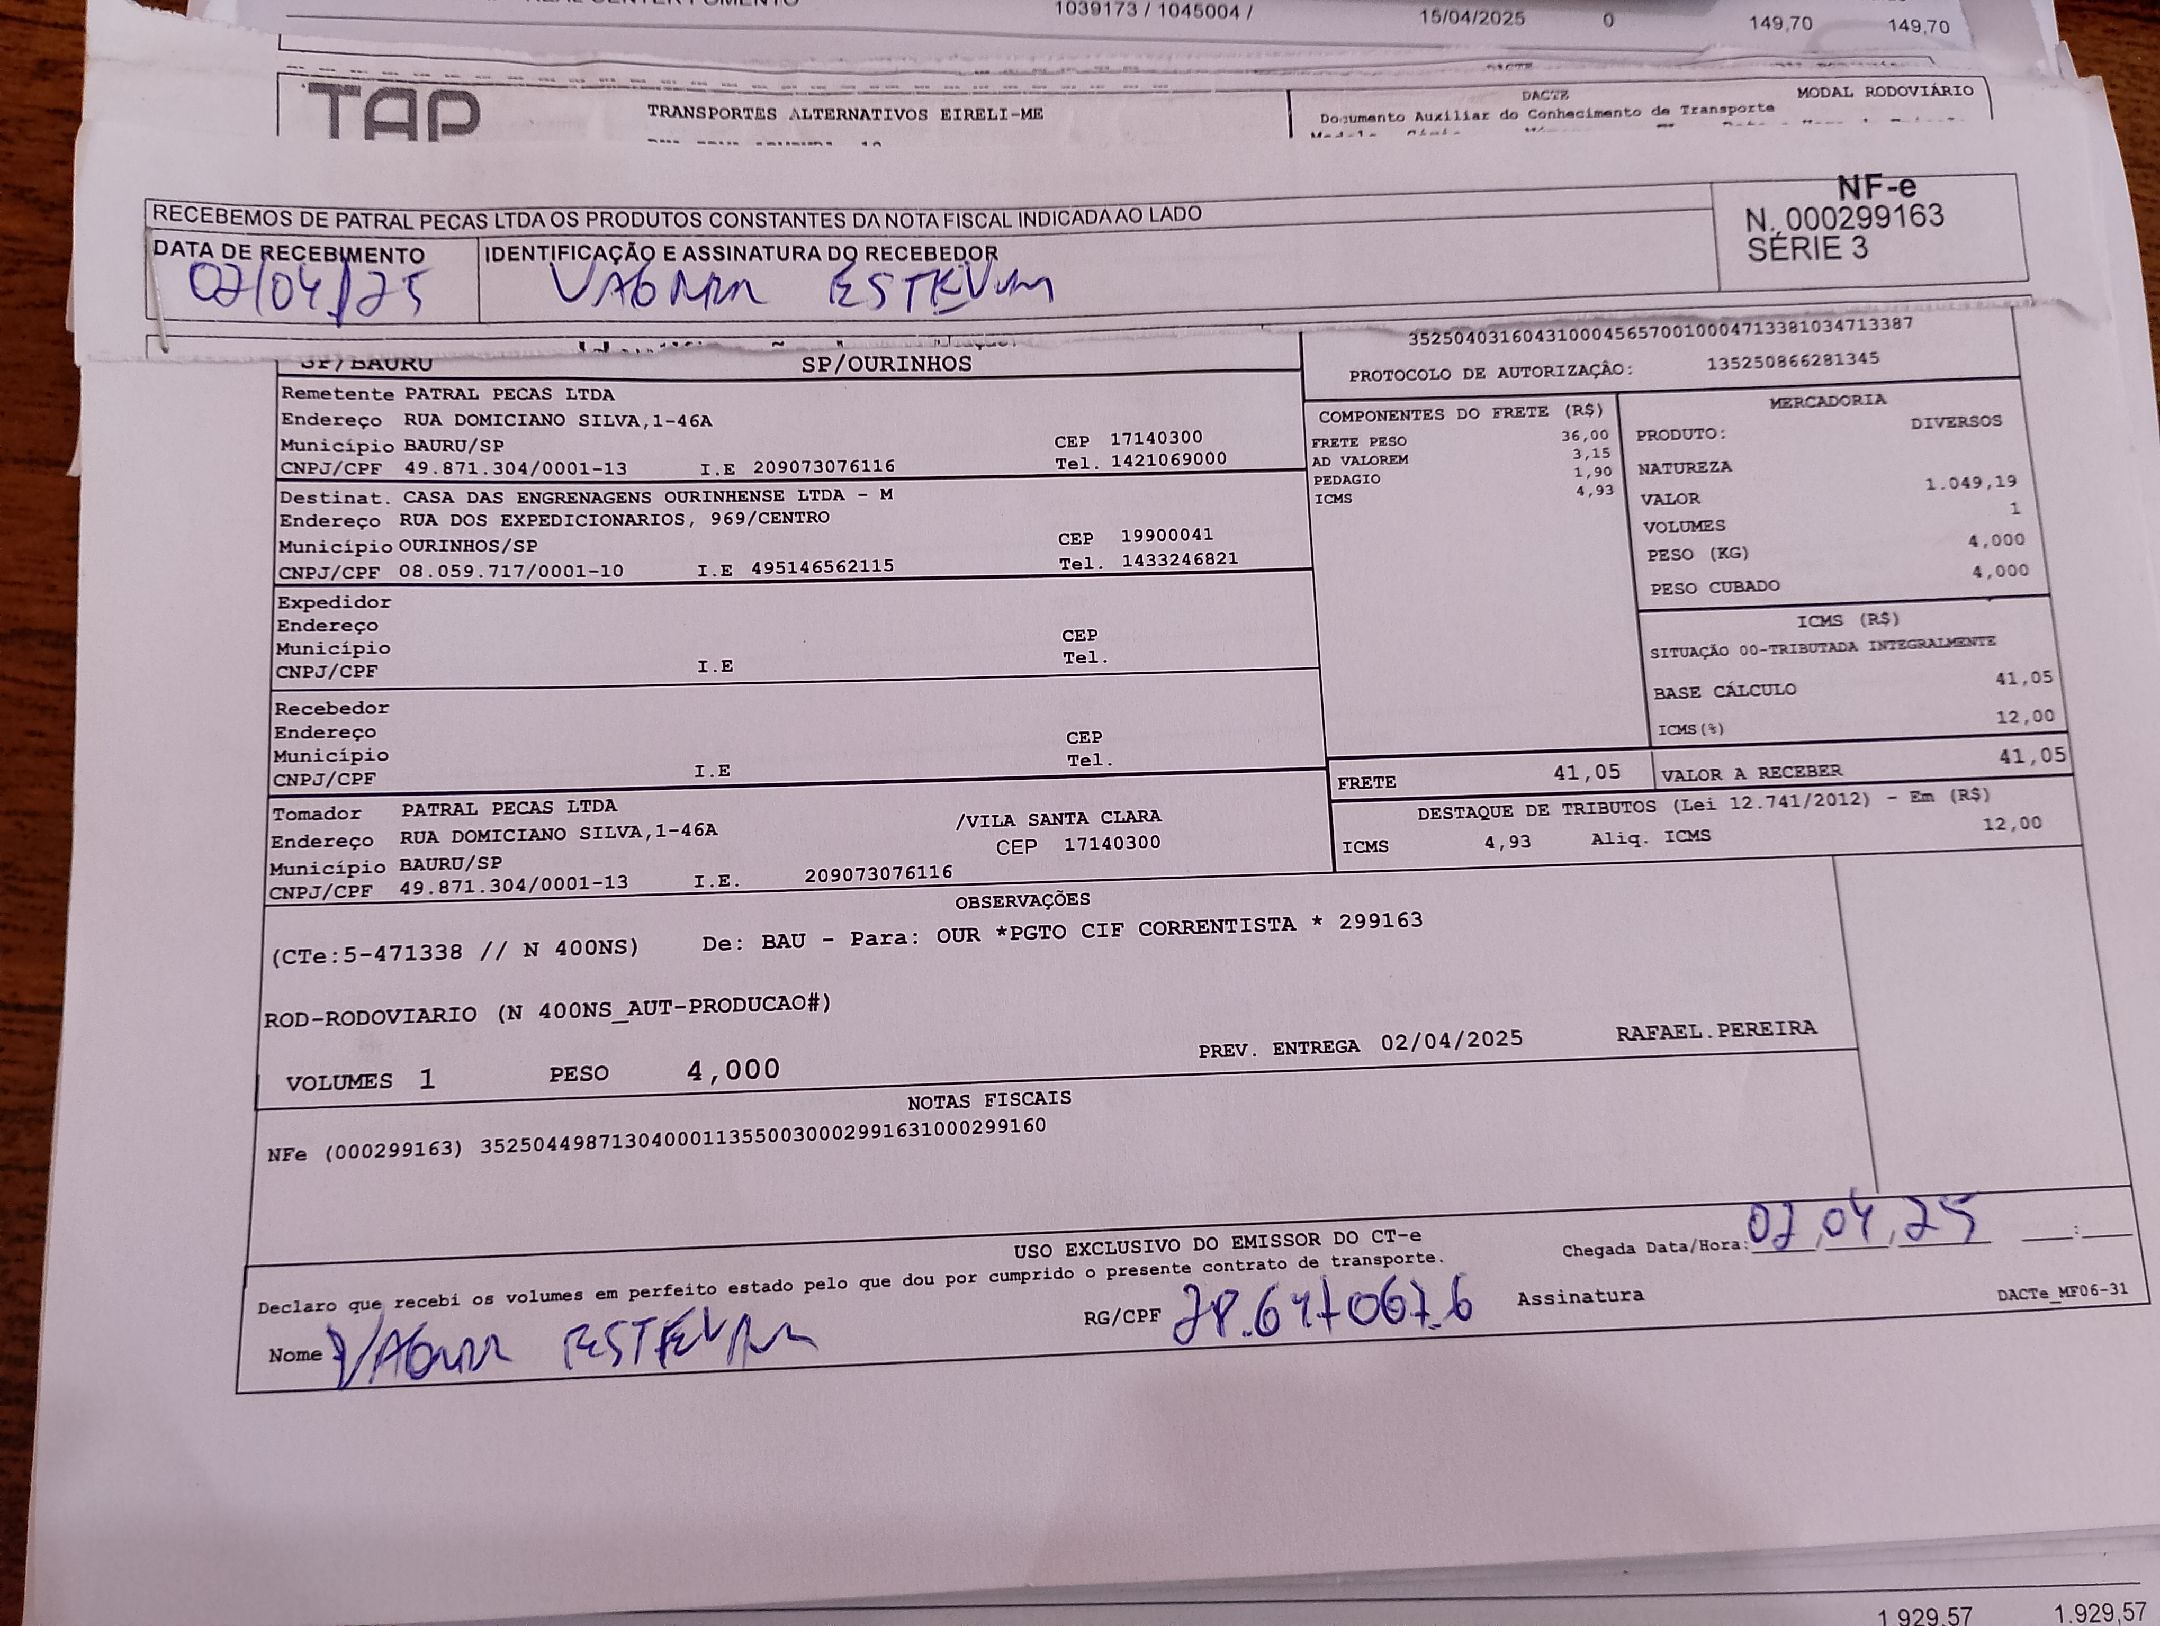 1039173 / 1045004 / 15/04/2025 0 149,70 149,70
TAP TRANSPORTES ALTERNATIVOS EIRELI-ME DACTE MODAL RODOVIÁRIO
Documento Auxiliar do Conhecimento de Transporte
RECEBEMOS DE PATRAL PECAS LTDA OS PRODUTOS CONSTANTES DA NOTA FISCAL INDICADA AO LADO
NF-e
N. 000299163
SÉRIE 3
DATA DE RECEBIMENTO IDENTIFICAÇÃO E ASSINATURA DO RECEBEDOR
02/04/25 VAGNER ESTEVAM
35250403160431000456570010004713381034713387
PROTOCOLO DE AUTORIZAÇÃO: 135250866281345
SP/BAURU SP/OURINHOS
Remetente PATRAL PECAS LTDA
Endereço RUA DOMICIANO SILVA,1-46A
Município BAURU/SP CEP 17140300
CNPJ/CPF 49.871.304/0001-13 I.E 209073076116 Tel. 1421069000
Destinat. CASA DAS ENGRENAGENS OURINHENSE LTDA - M
Endereço RUA DOS EXPEDICIONARIOS, 969/CENTRO
Município OURINHOS/SP CEP 19900041
CNPJ/CPF 08.059.717/0001-10 I.E 495146562115 Tel. 1433246821
Expedidor
Endereço
Município CEP
CNPJ/CPF I.E Tel.
Recebedor
Endereço
Município CEP
CNPJ/CPF I.E Tel.
Tomador PATRAL PECAS LTDA
Endereço RUA DOMICIANO SILVA,1-46A /VILA SANTA CLARA
Município BAURU/SP CEP 17140300
CNPJ/CPF 49.871.304/0001-13 I.E. 209073076116
COMPONENTES DO FRETE (R$)
FRETE PESO 36,00
AD VALOREM 3,15
PEDAGIO 1,90
ICMS 4,93
MERCADORIA
PRODUTO: DIVERSOS
NATUREZA
VALOR 1.049,19
VOLUMES 1
PESO (KG) 4,000
PESO CUBADO 4,000
ICMS (R$)
SITUAÇÃO 00-TRIBUTADA INTEGRALMENTE
BASE CÁLCULO 41,05
ICMS(%) 12,00
FRETE 41,05 VALOR A RECEBER 41,05
DESTAQUE DE TRIBUTOS (Lei 12.741/2012) - Em (R$)
ICMS 4,93 Aliq. ICMS 12,00
OBSERVAÇÕES
(CTe:5-471338 // N 400NS) De: BAU - Para: OUR *PGTO CIF CORRENTISTA * 299163
ROD-RODOVIARIO (N 400NS_AUT-PRODUCAO#)
VOLUMES 1 PESO 4,000 PREV. ENTREGA 02/04/2025 RAFAEL.PEREIRA
NOTAS FISCAIS
NFe (000299163) 35250449871304000113550030002991631000299160
USO EXCLUSIVO DO EMISSOR DO CT-e
Declaro que recebi os volumes em perfeito estado pelo que dou por cumprido o presente contrato de transporte.
Chegada Data/Hora: 02,04,25 :
Nome VAGNER ESTEVAM RG/CPF Assinatura
DACTe_MF06-31
1.929,57 1.929,57